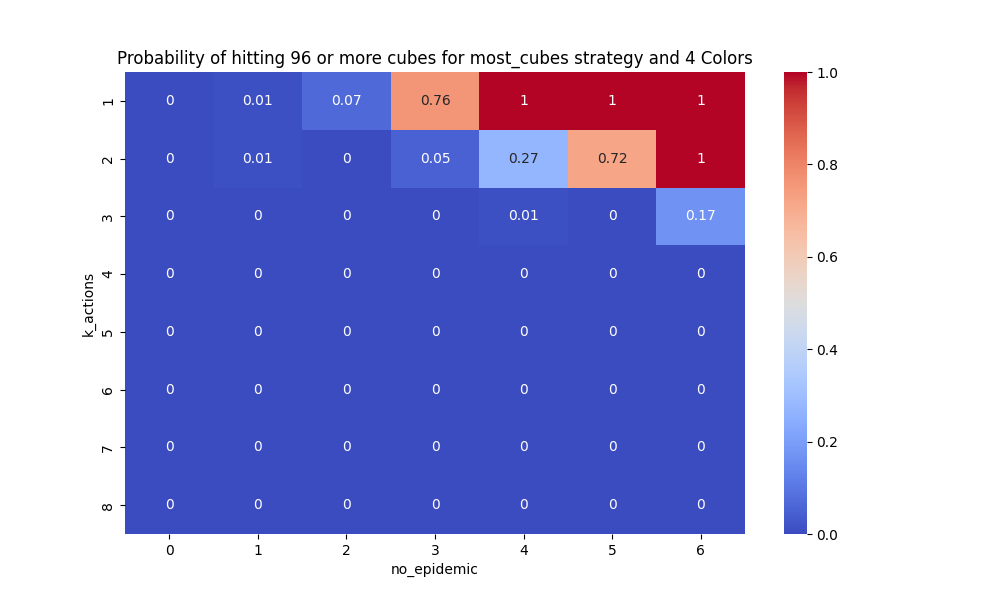 Probability of hitting 96 or more cubes for most_cubes strategy and 4 Colors
1 0 0.01 0.07 0.76 1 1 1
2 0 0.01 0 0.05 0.27 0.72 1
3 0 0 0 0 0.01 0 0.17
4 0 0 0 0 0 0 0
5 0 0 0 0 0 0 0
6 0 0 0 0 0 0 0
7 0 0 0 0 0 0 0
8 0 0 0 0 0 0 0
0 1 2 3 4 5 6
no_epidemic
k_actions
1.0
0.8
0.6
0.4
0.2
0.0